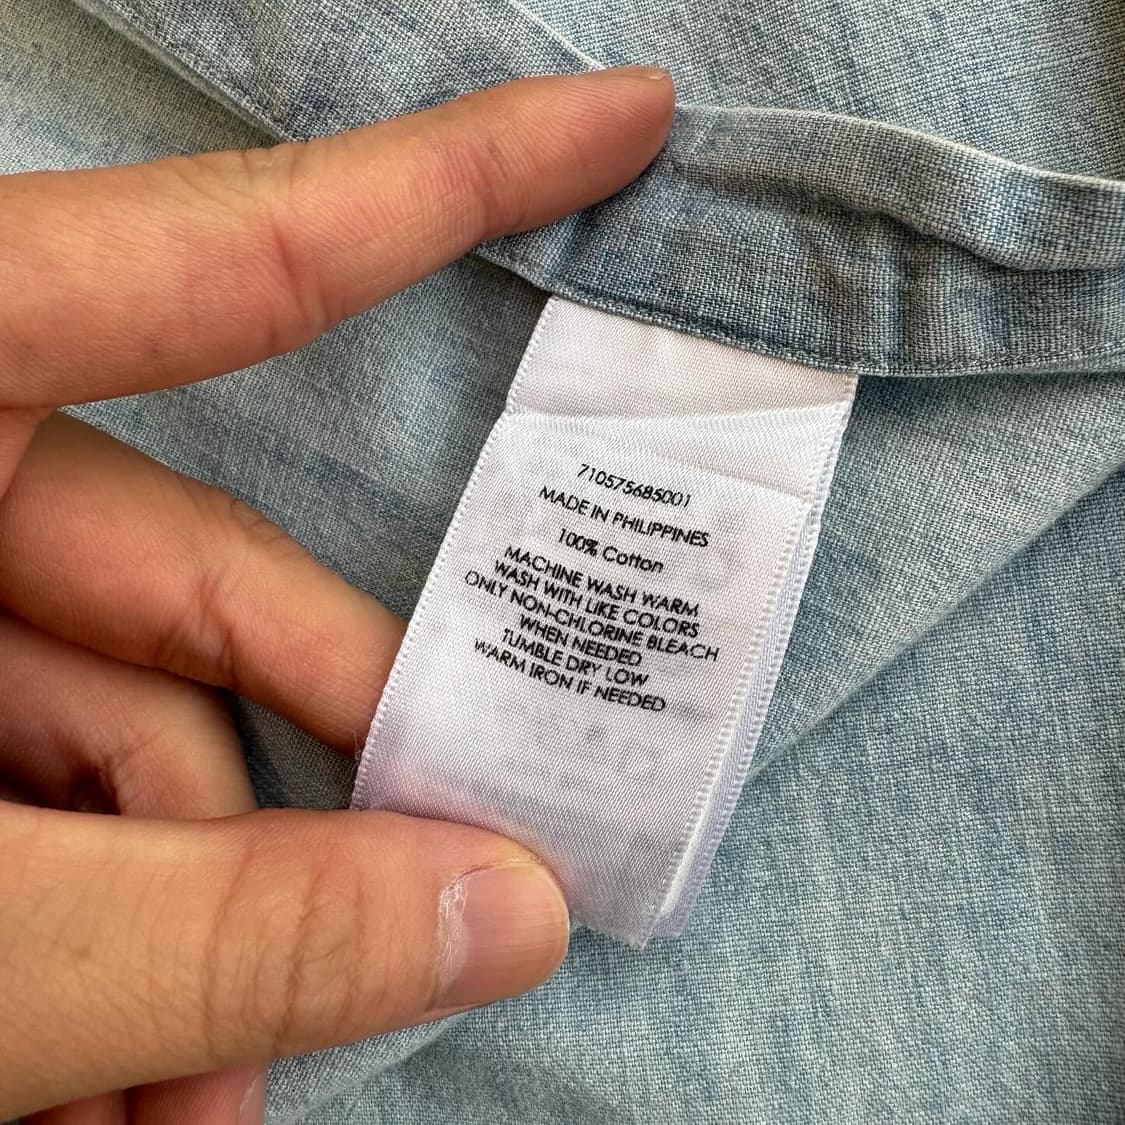 710575685001
MADE IN PHILIPPINES
100% Cotton
MACHINE WASH WARM
WASH WITH LIKE COLORS
ONLY NON-CHLORINE BLEACH
WHEN NEEDED
TUMBLE DRY LOW
WARM IRON IF NEEDED